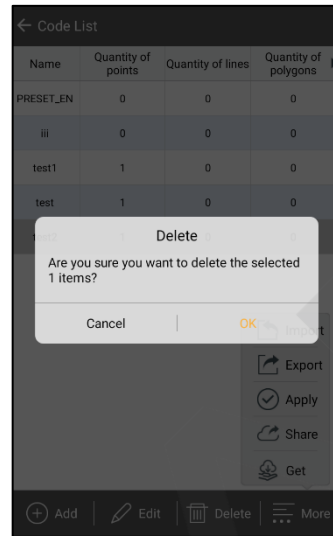 ← Code List
Name Quantity of points Quantity of lines Quantity of polygons
PRESET_EN 0 0 0
iii 0 0 0
test1 1 0 0
test 1 0 0
Delete
Are you sure you want to delete the selected
1 items?
Cancel OK
Import
Export
Apply
Share
Get
Add Edit Delete More